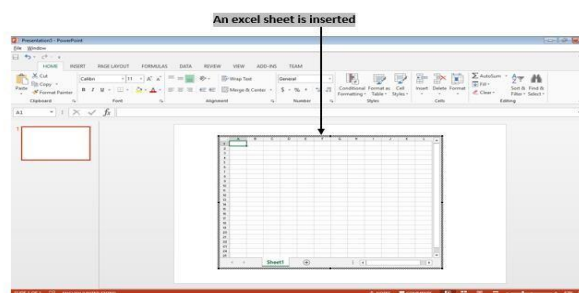 An excel sheet is inserted
Presentation1 - PowerPoint
File Window
HOME INSERT PAGE LAYOUT FORMULAS DATA REVIEW VIEW ADD-INS TEAM
Cut
Calibri 11
Wrap Text
General
AutoSum
Copy
Fill
Paste
Format Painter
B I U
Merge & Center
Conditional Format as Cell
Insert Delete Format
Clear
Sort & Find &
Formatting Table Styles
Filter Select
Clipboard Font Alignment Number Styles Cells Editing
A1
fx
1
Sheet1